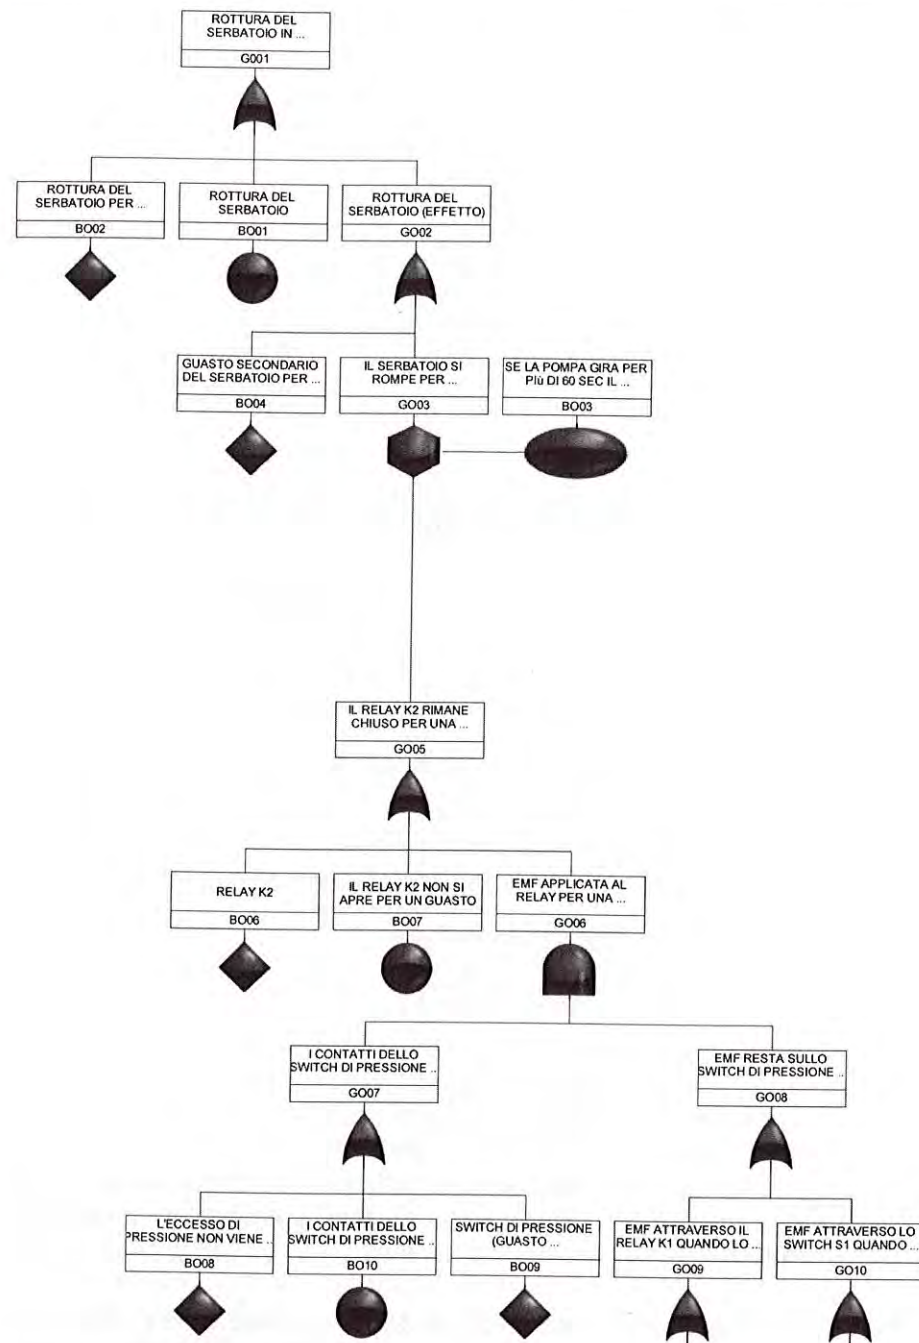 ROTTURA DEL
SERBATOIO IN ...
G001
ROTTURA DEL
SERBATOIO PER ...
BO02
ROTTURA DEL
SERBATOIO
BO01
ROTTURA DEL
SERBATOIO (EFFETTO)
GO02
GUASTO SECONDARIO
DEL SERBATOIO PER ...
BO04
IL SERBATOIO SI
ROMPE PER ...
GO03
SE LA POMPA GIRA PER
PIù DI 60 SEC IL ...
BO03
IL RELAY K2 RIMANE
CHIUSO PER UNA ...
GO05
RELAY K2
BO06
IL RELAY K2 NON SI
APRE PER UN GUASTO
BO07
EMF APPLICATA AL
RELAY PER UNA ...
GO06
I CONTATTI DELLO
SWITCH DI PRESSIONE ..
GO07
EMF RESTA SULLO
SWITCH DI PRESSIONE ..
GO08
L'ECCESSO DI
PRESSIONE NON VIENE ..
BO08
I CONTATTI DELLO
SWITCH DI PRESSIONE ..
BO10
SWITCH DI PRESSIONE
(GUASTO ...
BO09
EMF ATTRAVERSO IL
RELAY K1 QUANDO LO ...
GO09
EMF ATTRAVERSO LO
SWITCH S1 QUANDO ...
GO10